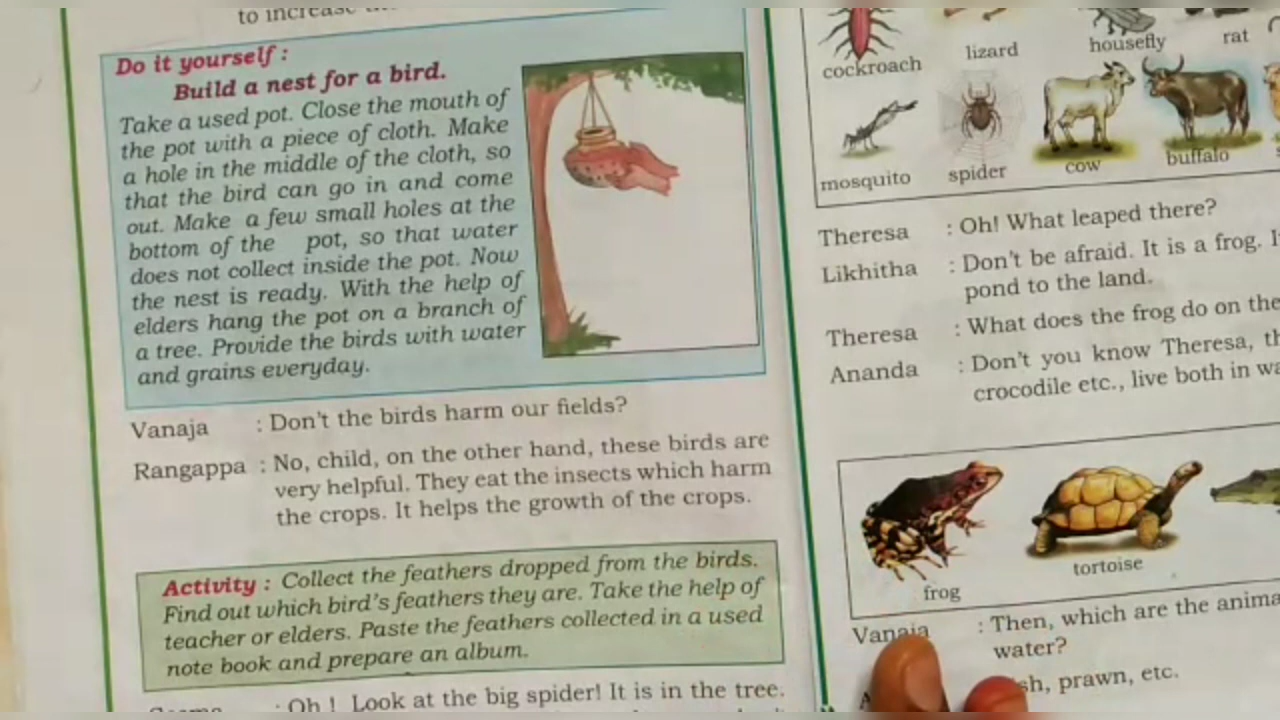 to increase
Do it yourself :
Build a nest for a bird.
Take a used pot. Close the mouth of
the pot with a piece of cloth. Make
a hole in the middle of the cloth, so
that the bird can go in and come
out. Make a few small holes at the
bottom of the pot, so that water
does not collect inside the pot. Now
the nest is ready. With the help of
elders hang the pot on a branch of
a tree. Provide the birds with water
and grains everyday.
Vanaja : Don't the birds harm our fields?
Rangappa : No, child, on the other hand, these birds are
very helpful. They eat the insects which harm
the crops. It helps the growth of the crops.
Activity : Collect the feathers dropped from the birds.
Find out which bird's feathers they are. Take the help of
teacher or elders. Paste the feathers collected in a used
note book and prepare an album.
: Oh ! Look at the big spider! It is in the tree.
cockroach lizard housefly rat
mosquito spider cow buffalo
Theresa : Oh! What leaped there?
Likhitha : Don't be afraid. It is a frog.
pond to the land.
Theresa : What does the frog do on the
Ananda : Don't you know Theresa,
crocodile etc., live both in
frog tortoise
Vanaja : Then, which are the
water?
prawn, etc.